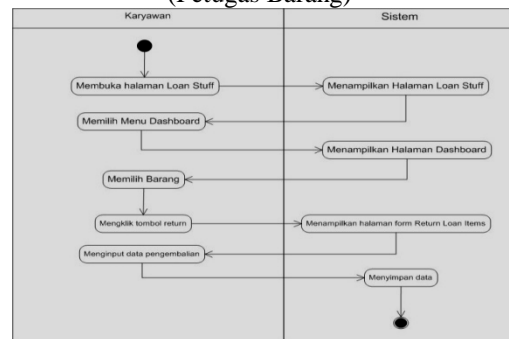 (Petugas Barang)
Karyawan
Sistem
Membuka halaman Loan Stuff
Menampilkan Halaman Loan Stuff
Memilih Menu Dashboard
Menampilkan Halaman Dashboard
Memilih Barang
Mengklik tombol return
Menampilkan halaman form Return Loan Items
Menginput data pengembalian
Menyimpan data